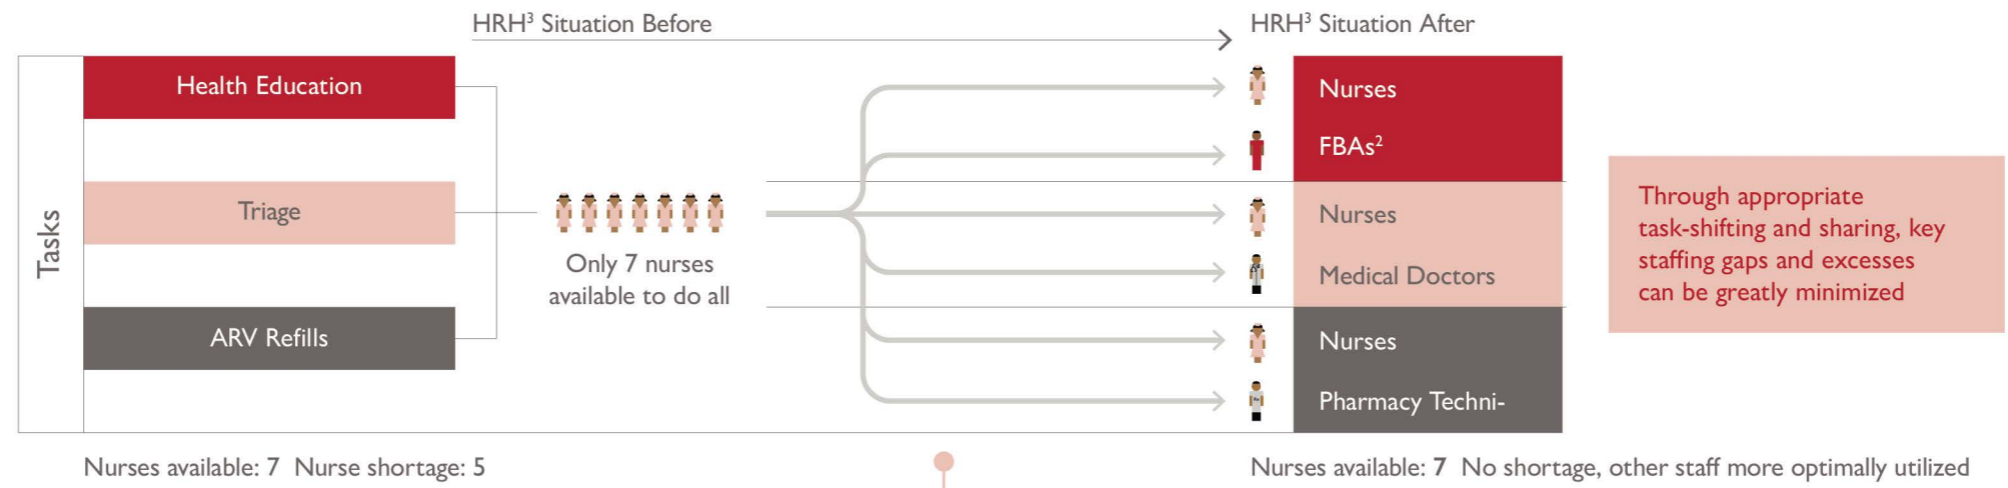 HRH³ Situation Before
HRH³ Situation After
Tasks
Health Education
Triage
ARV Refills
Only 7 nurses
available to do all
Nurses
FBAs²
Nurses
Medical Doctors
Nurses
Pharmacy Techni-
Through appropriate
task-shifting and sharing, key
staffing gaps and excesses
can be greatly minimized
Nurses available: 7 Nurse shortage: 5
Nurses available: 7 No shortage, other staff more optimally utilized